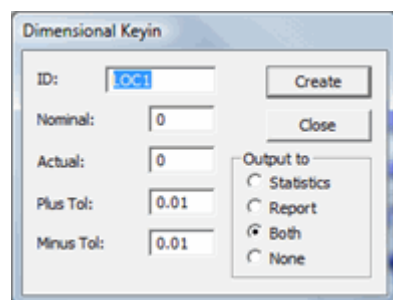 Dimensional Keyin
ID: LOC1
Create
Nominal: 0
Close
Actual: 0
Output to
Statistics
Plus Tol: 0.01
Report
Both
Minus Tol: 0.01
None